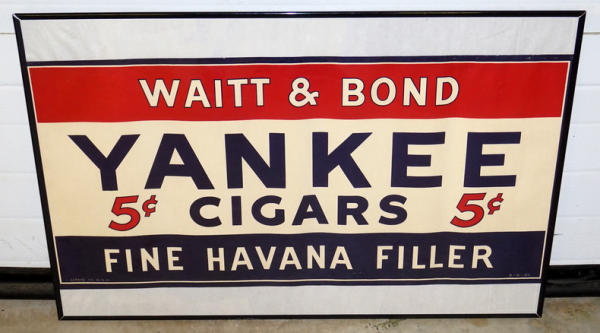 WAITT & BOND
YANKEE
5¢ CIGARS 5¢
FINE HAVANA FILLER